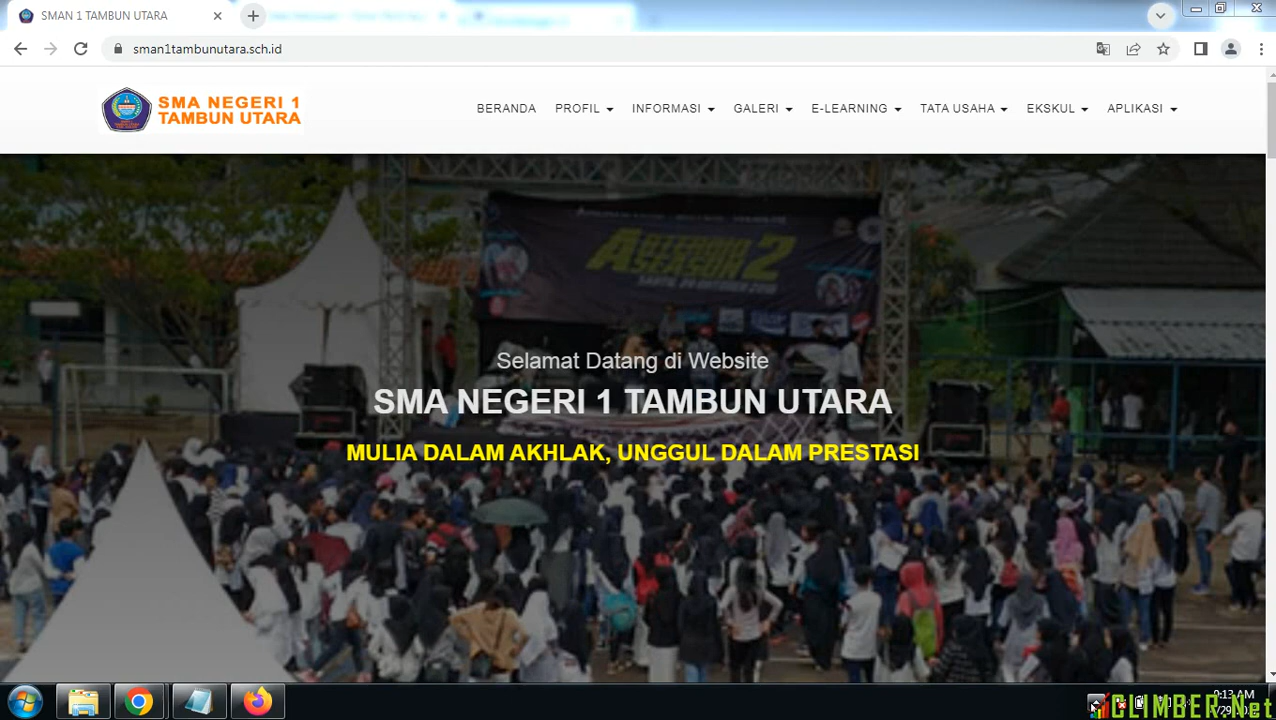 SMAN 1 TAMBUN UTARA
sman1tambunutara.sch.id
SMA NEGERI 1
TAMBUN UTARA
BERANDA PROFIL INFORMASI GALERI E-LEARNING TATA USAHA EKSKUL APLIKASI
Selamat Datang di Website
SMA NEGERI 1 TAMBUN UTARA
MULIA DALAM AKHLAK, UNGGUL DALAM PRESTASI
9:13 AM
GLIMBER.Net